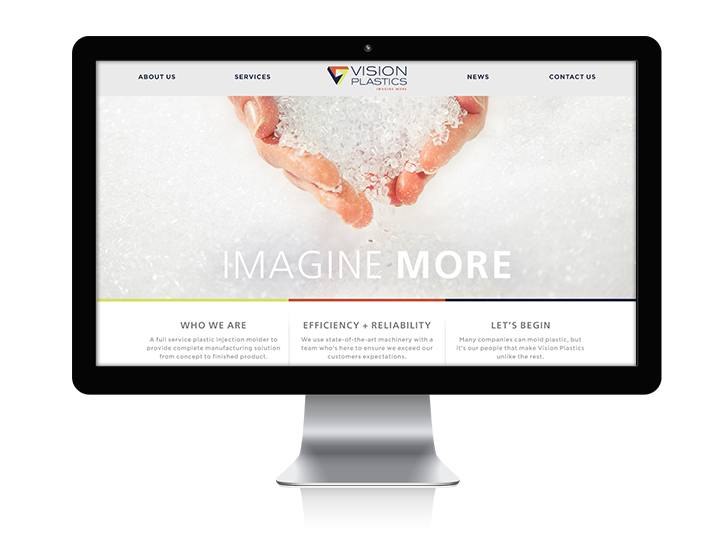 ABOUT US
SERVICES
VISION
PLASTICS
IMAGINE MORE
NEWS
CONTACT US
IMAGINE MORE
WHO WE ARE
A full service plastic injection molder to
provide complete manufacturing solution
from concept to finished product.
EFFICIENCY + RELIABILITY
We use state-of-the-art machinery with a
team who's here to ensure we exceed our
customers expectations.
LET'S BEGIN
Many companies can mold plastic, but
it's our people that make Vision Plastics
unlike the rest.